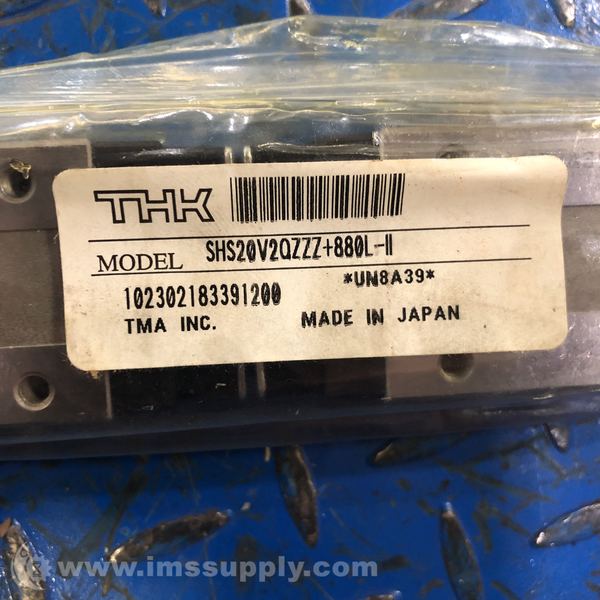 THK
MODEL SHS20V2QZZZ+880L-II
*UN8A39*
102302183391200
TMA INC. MADE IN JAPAN
www.imssupply.com